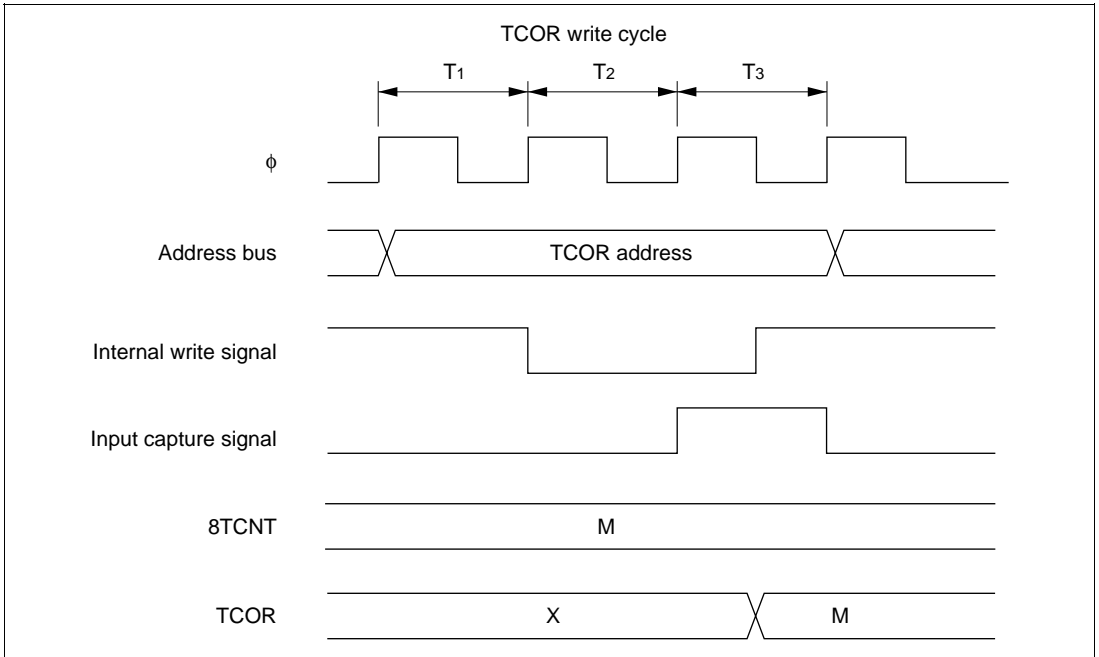 TCOR write cycle
T1 T2 T3
φ
Address bus TCOR address
Internal write signal
Input capture signal
8TCNT M
TCOR X M